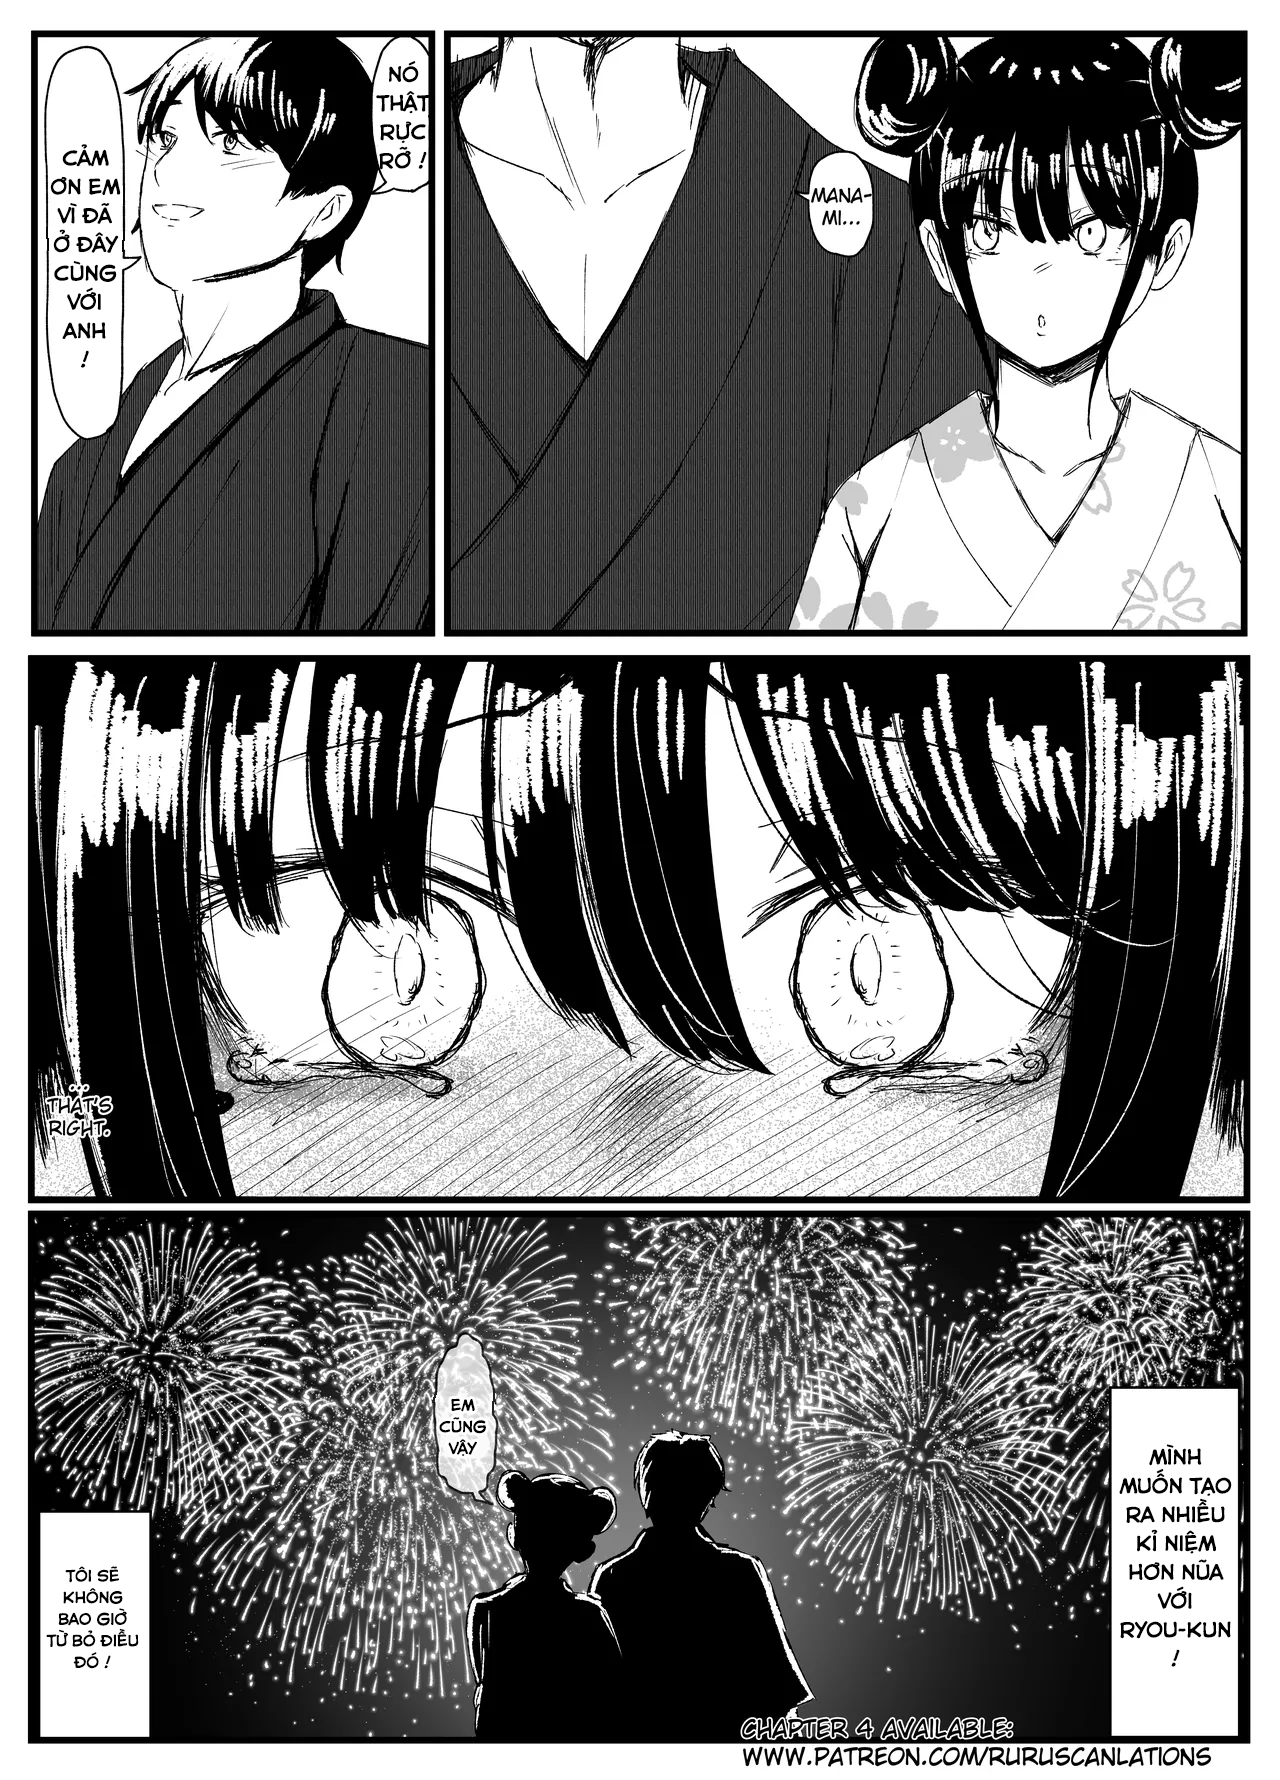 MANA-
MI...
NÓ
THẬT
RỰC
RỠ !
CẢM
ƠN EM
VÌ ĐÃ
Ở ĐÂY
CÙNG
VỚI
ANH
!
...
THAT'S
RIGHT.
MÌNH
MUỐN TẠO
RA NHIỀU
KỈ NIỆM
HƠN NŨA
VỚI
RYOU-KUN
!
EM
CŨNG
VẬY
TÔI SẼ
KHÔNG
BAO GIỜ
TỪ BỎ ĐIỀU
ĐÓ !
CHAPTER 4 AVAILABLE:
WWW.PATREON.COM/RURUSCANLATIONS